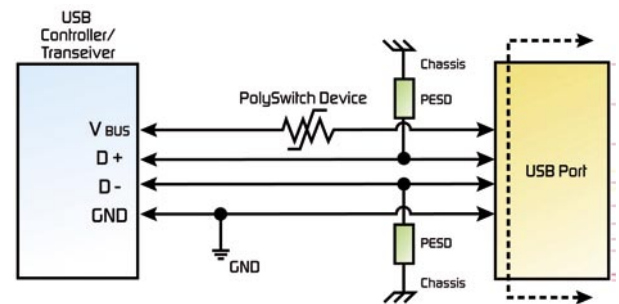 USB
Controller/
Transeiver
Chassis
PolySwitch Device
PESD
V BUS
D +
D -
GND
USB Port
PESD
GND
Chassis